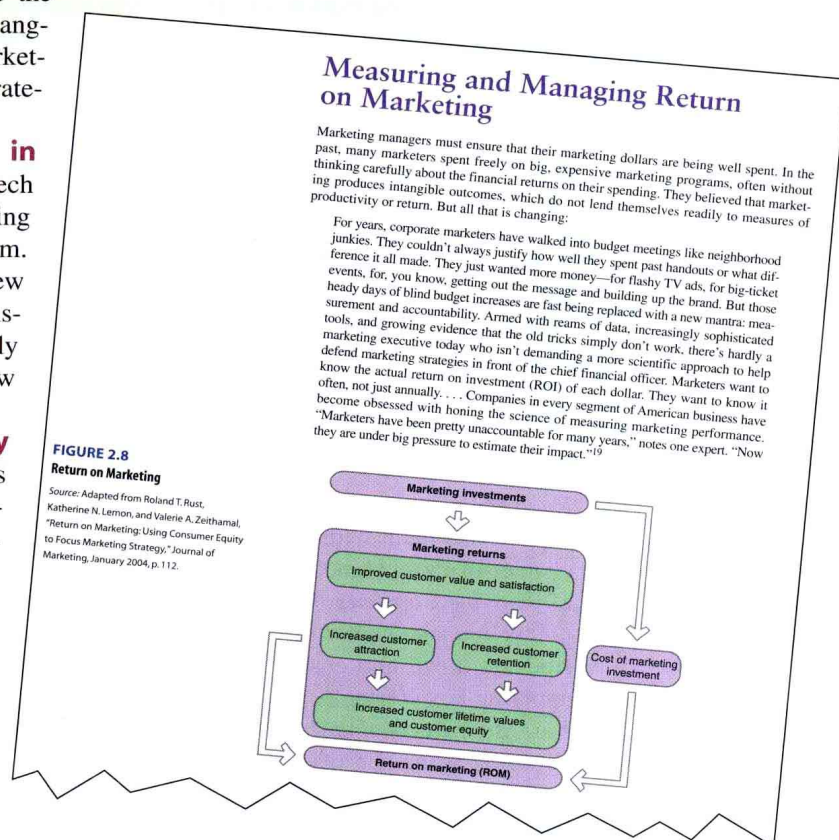 ang-
rket-
rate-
in
ech
ing
m.
ew
s-
ly
w
y
s
Measuring and Managing Return
on Marketing
Marketing managers must ensure that their marketing dollars are being well spent. In the
past, many marketers spent freely on big, expensive marketing programs, often without
thinking carefully about the financial returns on their spending. They believed that market-
ing produces intangible outcomes, which do not lend themselves readily to measures of
productivity or return. But all that is changing:
For years, corporate marketers have walked into budget meetings like neighborhood
junkies. They couldn't always justify how well they spent past handouts or what dif-
ference it all made. They just wanted more money—for flashy TV ads, for big-ticket
events, for, you know, getting out the message and building up the brand. But those
heady days of blind budget increases are fast being replaced with a new mantra: mea-
surement and accountability. Armed with reams of data, increasingly sophisticated
tools, and growing evidence that the old tricks simply don't work, there's hardly a
marketing executive today who isn't demanding a more scientific approach to help
defend marketing strategies in front of the chief financial officer. Marketers want to
know the actual return on investment (ROI) of each dollar. They want to know it
often, not just annually. . . . Companies in every segment of American business have
become obsessed with honing the science of measuring marketing performance.
"Marketers have been pretty unaccountable for many years," notes one expert. "Now
they are under big pressure to estimate their impact."19
FIGURE 2.8
Return on Marketing
Source: Adapted from Roland T. Rust,
Katherine N. Lemon, and Valerie A. Zeithamal,
"Return on Marketing: Using Consumer Equity
to Focus Marketing Strategy," Journal of
Marketing, January 2004, p. 112.
Marketing investments
Marketing returns
Improved customer value and satisfaction
Increased customer
attraction
Increased customer
retention
Cost of marketing
investment
Increased customer lifetime values
and customer equity
Return on marketing (ROM)